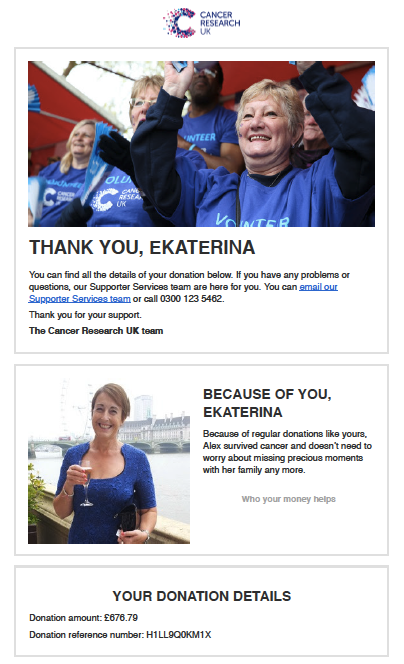 CANCER
RESEARCH
UK
VOLUNTEER
VOLUNTEER
CANC
RESEA
UK
VOLUNTEER
THANK YOU, EKATERINA
You can find all the details of your donation below. If you have any problems or
questions, our Supporter Services team are here for you. You can email our
Supporter Services team or call 0300 123 5462.
Thank you for your support.
The Cancer Research UK team
BECAUSE OF YOU,
EKATERINA
Because of regular donations like yours,
Alex survived cancer and doesn't need to
worry about missing precious moments
with her family any more.
Who your money helps
YOUR DONATION DETAILS
Donation amount: £676.79
Donation reference number: H1LL9Q0KM1X